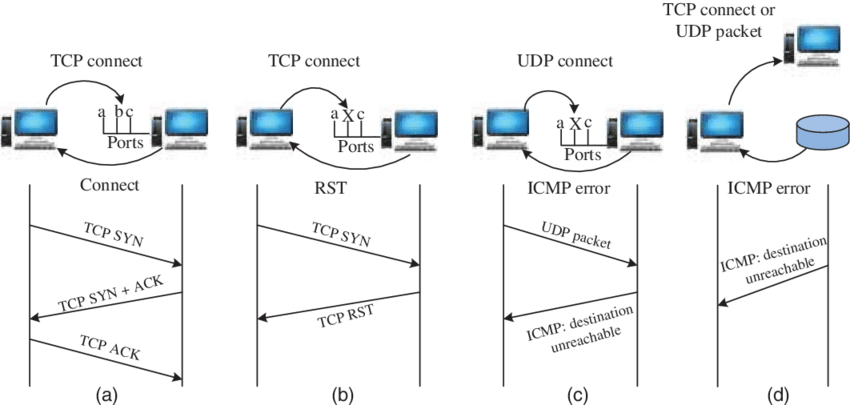 TCP connect
a b c
Ports
Connect
TCP SYN
TCP SYN + ACK
TCP ACK
(a)
TCP connect
a X c
Ports
RST
TCP SYN
TCP RST
(b)
UDP connect
a X c
Ports
ICMP error
UDP packet
ICMP: destination
unreachable
(c)
TCP connect or
UDP packet
ICMP error
ICMP: destination
unreachable
(d)